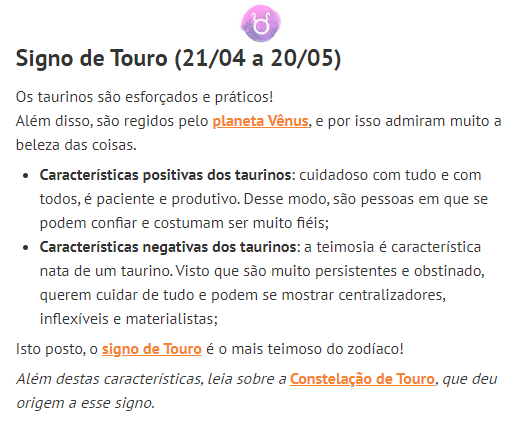 Signo de Touro (21/04 a 20/05)
Os taurinos são esforçados e práticos!
Além disso, são regidos pelo planeta Vênus, e por isso admiram muito a
beleza das coisas.
• Características positivas dos taurinos: cuidadoso com tudo e com
todos, é paciente e produtivo. Desse modo, são pessoas em que se
podem confiar e costumam ser muito fiéis;
• Características negativas dos taurinos: a teimosia é característica
nata de um taurino. Visto que são muito persistentes e obstinado,
querem cuidar de tudo e podem se mostrar centralizadores,
inflexíveis e materialistas;
Isto posto, o signo de Touro é o mais teimoso do zodíaco!
Além destas características, leia sobre a Constelação de Touro, que deu
origem a esse signo.